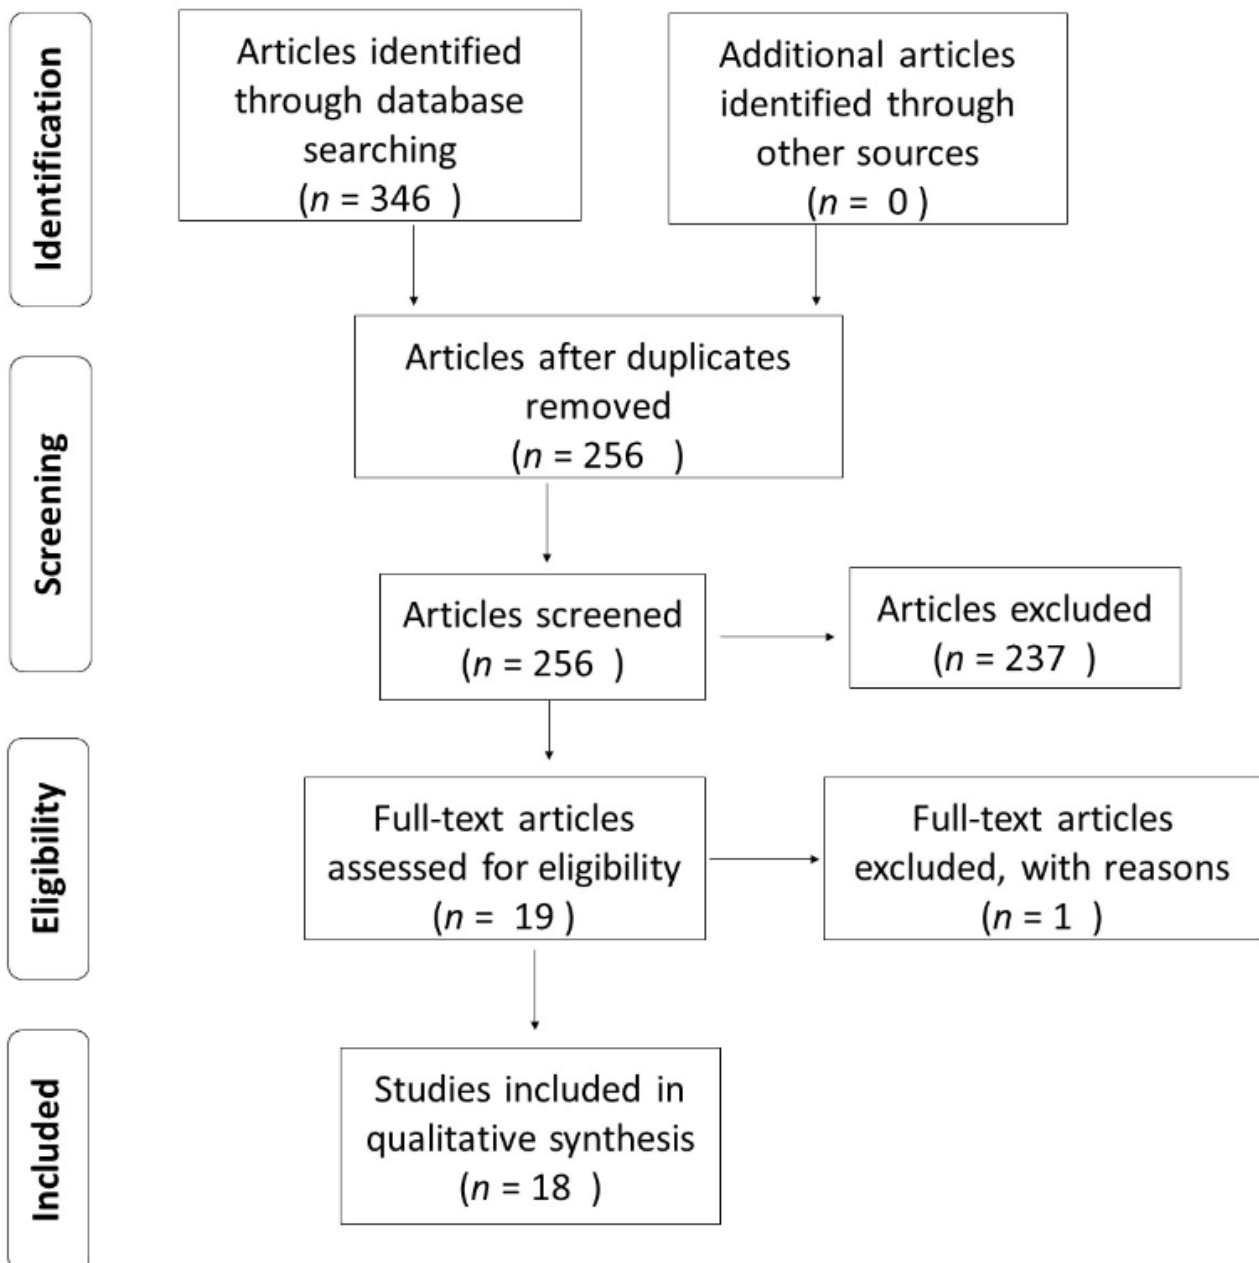 Identification
Articles identified
through database
searching
(n = 346 )
Additional articles
identified through
other sources
(n = 0 )
Screening
Articles after duplicates
removed
(n = 256 )
Articles screened
(n = 256 )
Articles excluded
(n = 237 )
Eligibility
Full-text articles
assessed for eligibility
(n = 19 )
Full-text articles
excluded, with reasons
(n = 1 )
Included
Studies included in
qualitative synthesis
(n = 18 )